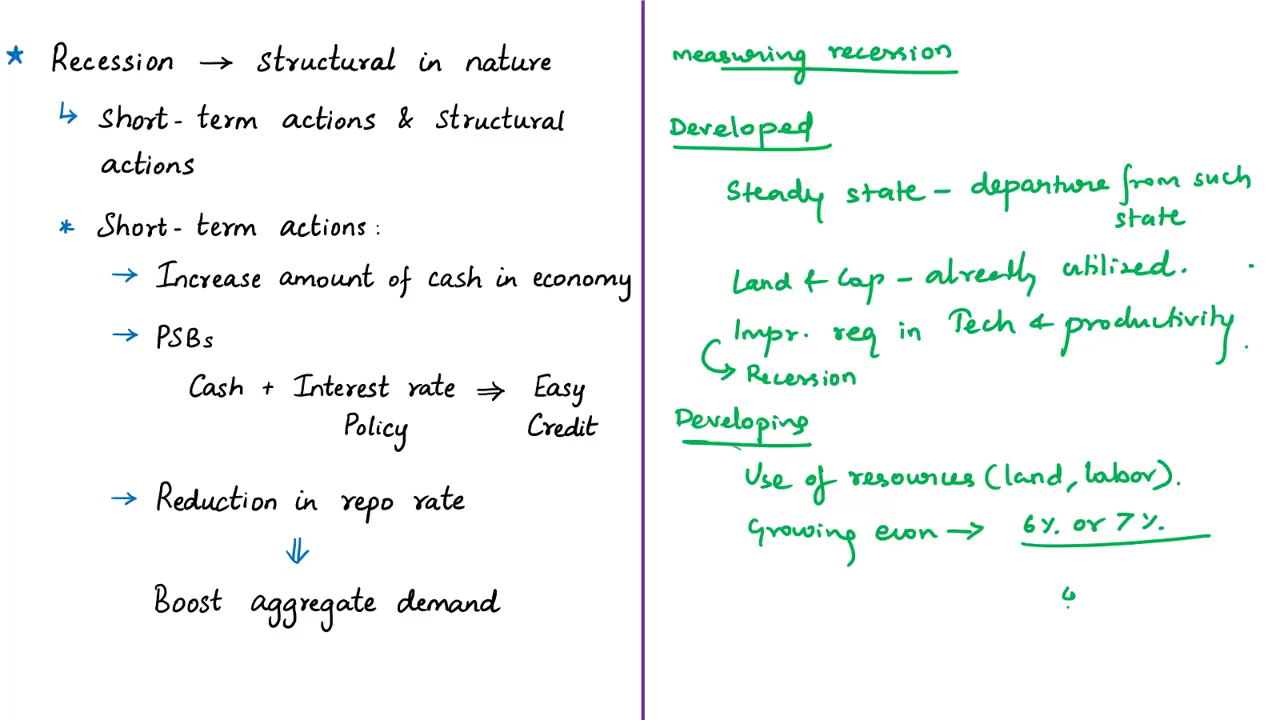 * Recession → structural in nature
↳ Short-term actions & structural
actions
* Short-term actions:
→ Increase amount of cash in economy
→ PSBs
Cash + Interest rate ⇒ Easy
Policy Credit
→ Reduction in repo rate
⇓
Boost aggregate demand
measuring recession
Developed
Steady state - departure from such
state
Land & Cap - already utilized.
Impr. req in Tech & productivity
↳ Recession
Developing
Use of resources (land, labor).
Growing econ → 6%. or 7%.